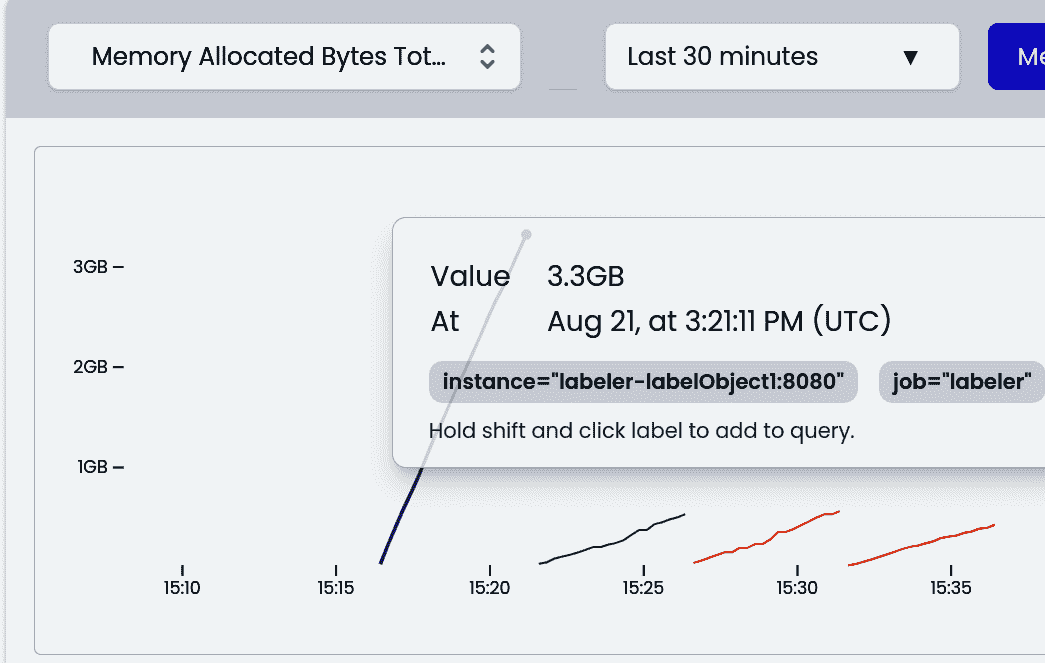 Memory Allocated Bytes Tot...
Last 30 minutes ▼
Me
3GB
2GB
1GB
Value 3.3GB
At Aug 21, at 3:21:11 PM (UTC)
instance="labeler-labelObject1:8080" job="labeler"
Hold shift and click label to add to query.
15:10 15:15 15:20 15:25 15:30 15:35